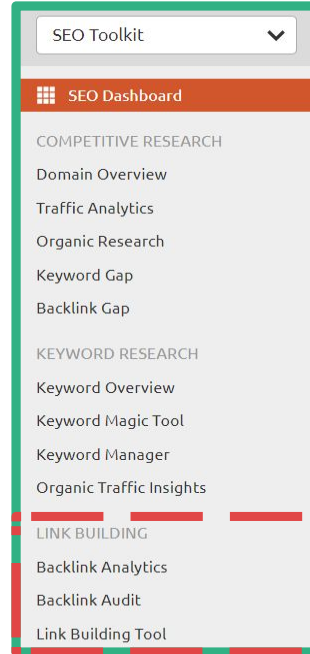 SEO Toolkit
SEO Dashboard
COMPETITIVE RESEARCH
Domain Overview
Traffic Analytics
Organic Research
Keyword Gap
Backlink Gap
KEYWORD RESEARCH
Keyword Overview
Keyword Magic Tool
Keyword Manager
Organic Traffic Insights
LINK BUILDING
Backlink Analytics
Backlink Audit
Link Building Tool